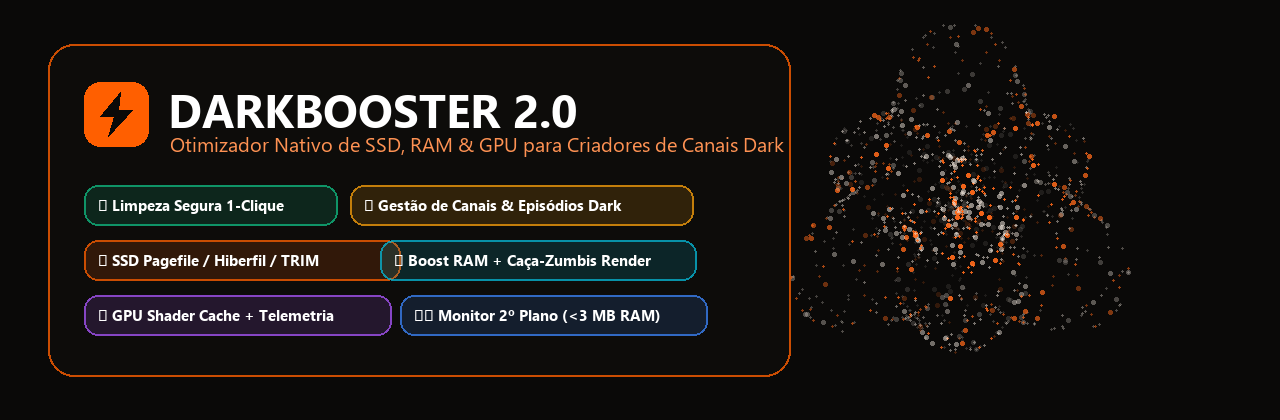 DARKBOOSTER 2.0
Otimizador Nativo de SSD, RAM & GPU para Criadores de Canais Dark
Limpeza Segura 1-Clique
Gestão de Canais & Episódios Dark
SSD Pagefile / Hiberfil / TRIM
Boost RAM + Caça-Zumbis Render
GPU Shader Cache + Telemetria
Monitor 2º Plano (<3 MB RAM)